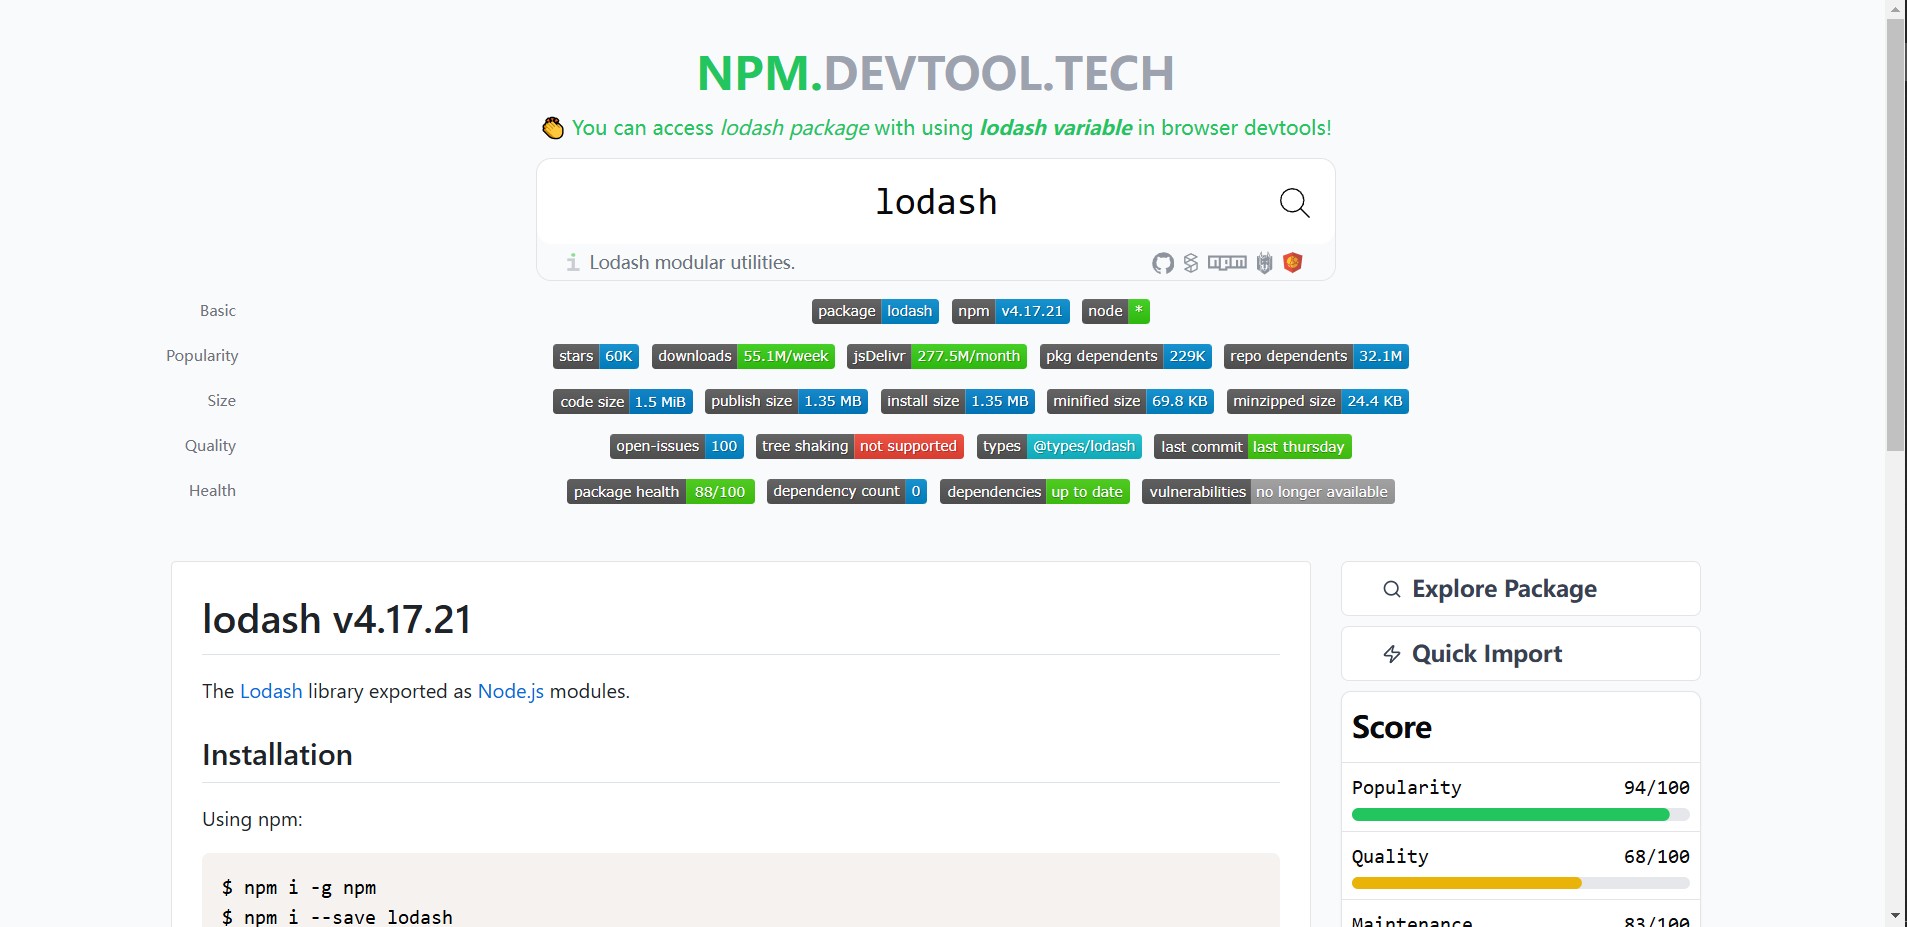 NPM.DEVTOOL.TECH
You can access lodash package with using lodash variable in browser devtools!
lodash
Lodash modular utilities.
npm
Basic
package lodash npm v4.17.21 node *
Popularity
stars 60K downloads 55.1M/week jsDelivr 277.5M/month pkg dependents 229K repo dependents 32.1M
Size
code size 1.5 MiB publish size 1.35 MB install size 1.35 MB minified size 69.8 KB minzipped size 24.4 KB
Quality
open-issues 100 tree shaking not supported types @types/lodash last commit last thursday
Health
package health 88/100 dependency count 0 dependencies up to date vulnerabilities no longer available
lodash v4.17.21
The Lodash library exported as Node.js modules.
Installation
Using npm:
$ npm i -g npm
$ npm i --save lodash
Explore Package
Quick Import
Score
Popularity 94/100
Quality 68/100
Maintenance 83/100